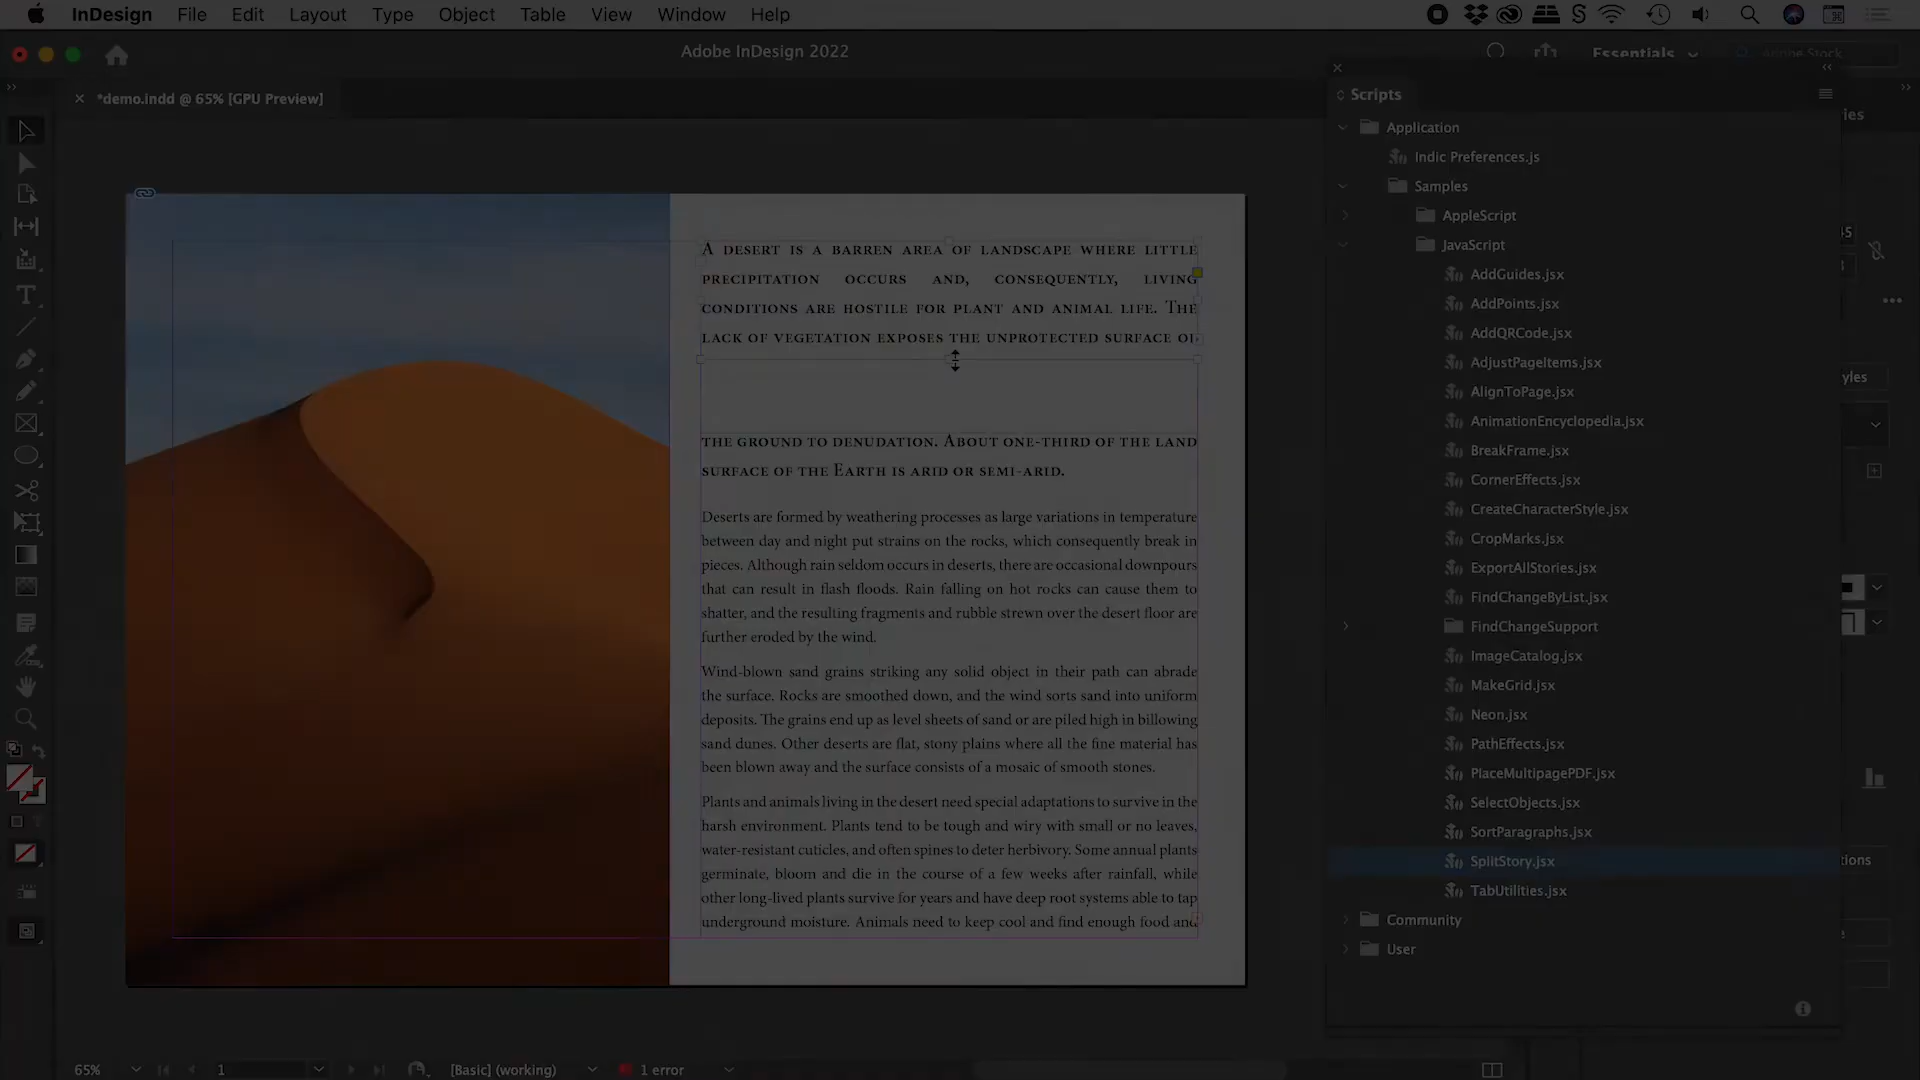 InDesign File Edit Layout Type Object Table View Window Help
Adobe InDesign 2022
Essentials
Adobe Stock
*demo.indd @ 65% [GPU Preview]
Scripts
Application
Indic Preferences.js
Samples
AppleScript
JavaScript
AddGuides.jsx
AddPoints.jsx
AddQRCode.jsx
AdjustPageItems.jsx
AlignToPage.jsx
AnimationEncyclopedia.jsx
BreakFrame.jsx
CornerEffects.jsx
CreateCharacterStyle.jsx
CropMarks.jsx
ExportAllStories.jsx
FindChangeByList.jsx
FindChangeSupport
ImageCatalog.jsx
MakeGrid.jsx
Neon.jsx
PathEffects.jsx
PlaceMultipagePDF.jsx
SelectObjects.jsx
SortParagraphs.jsx
SplitStory.jsx
TabUtilities.jsx
Community
User
A desert is a barren area of landscape where little
precipitation occurs and, consequently, living
conditions are hostile for plant and animal life. The
lack of vegetation exposes the unprotected surface of
the ground to denudation. About one-third of the land
surface of the Earth is arid or semi-arid.
Deserts are formed by weathering processes as large variations in temperature
between day and night put strains on the rocks, which consequently break in
pieces. Although rain seldom occurs in deserts, there are occasional downpours
that can result in flash floods. Rain falling on hot rocks can cause them to
shatter, and the resulting fragments and rubble strewn over the desert floor are
further eroded by the wind.
Wind-blown sand grains striking any solid object in their path can abrade
the surface. Rocks are smoothed down, and the wind sorts sand into uniform
deposits. The grains end up as level sheets of sand or are piled high in billowing
sand dunes. Other deserts are flat, stony plains where all the fine material has
been blown away and the surface consists of a mosaic of smooth stones.
Plants and animals living in the desert need special adaptations to survive in the
harsh environment. Plants tend to be tough and wiry with small or no leaves,
water-resistant cuticles, and often spines to deter herbivory. Some annual plants
germinate, bloom and die in the course of a few weeks after rainfall, while
other long-lived plants survive for years and have deep root systems able to tap
underground moisture. Animals need to keep cool and find enough food and
65% 1 [Basic] (working) 1 error